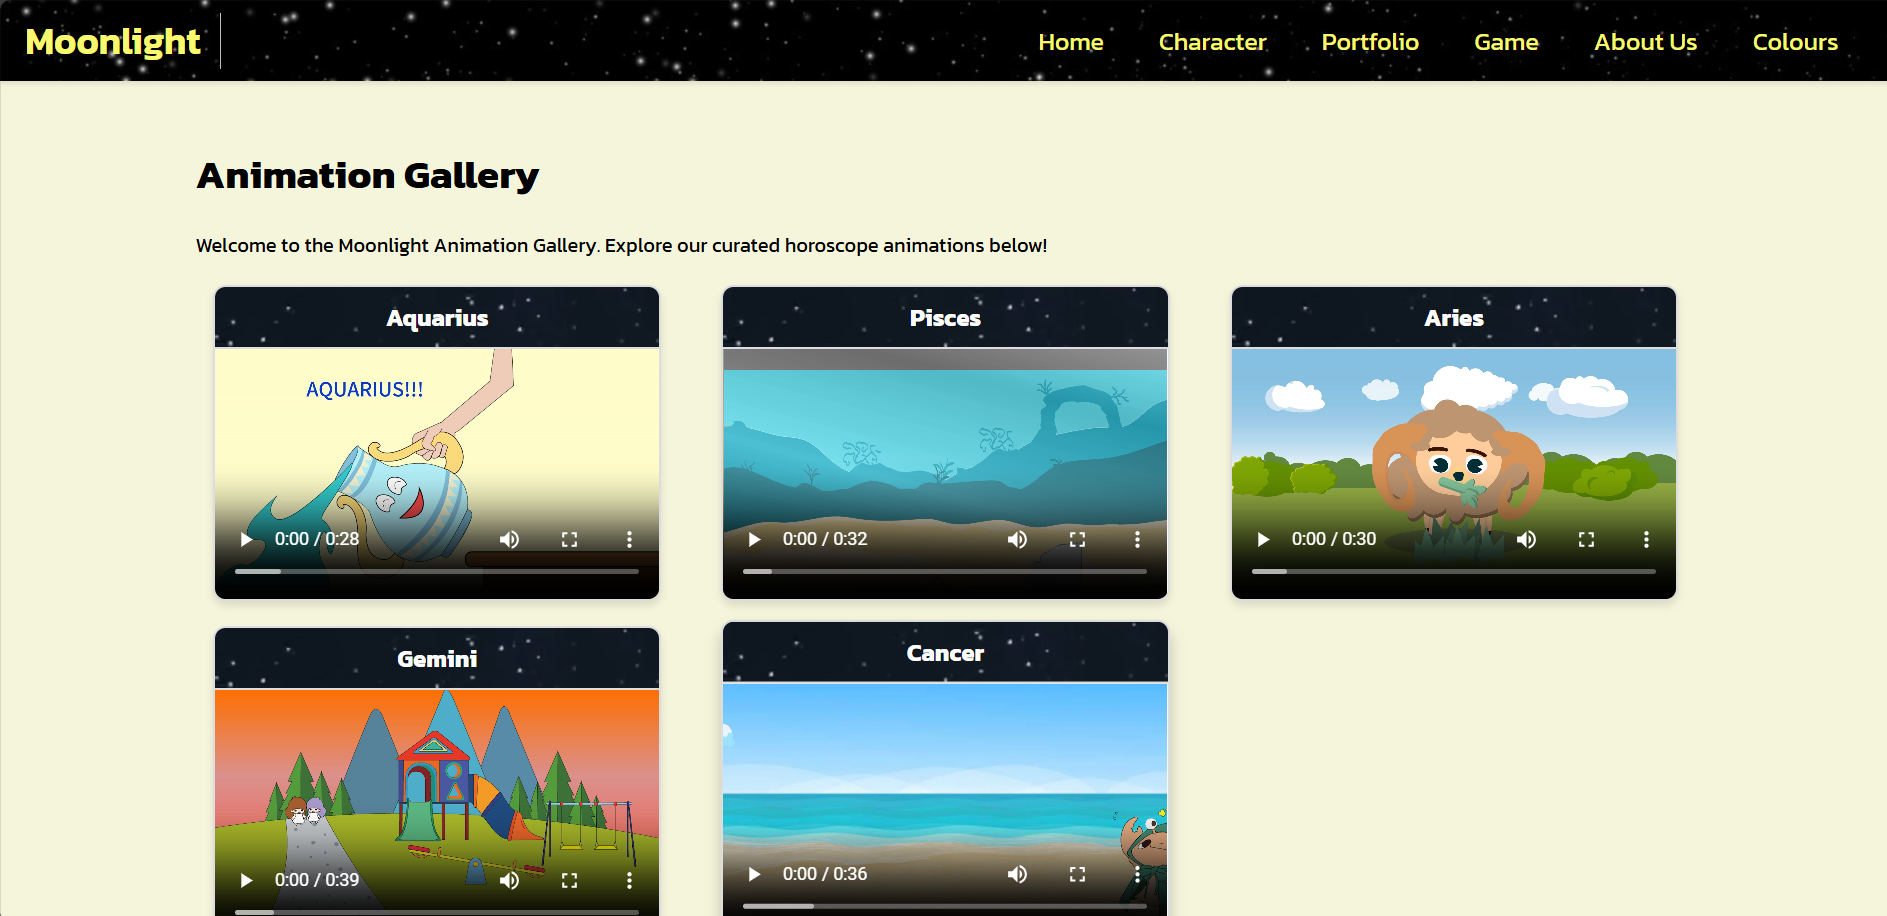 Moonlight
Home Character Portfolio Game About Us Colours
Animation Gallery
Welcome to the Moonlight Animation Gallery. Explore our curated horoscope animations below!
Aquarius
AQUARIUS!!!
0:00 / 0:28
Pisces
0:00 / 0:32
Aries
0:00 / 0:30
Gemini
0:00 / 0:39
Cancer
0:00 / 0:36